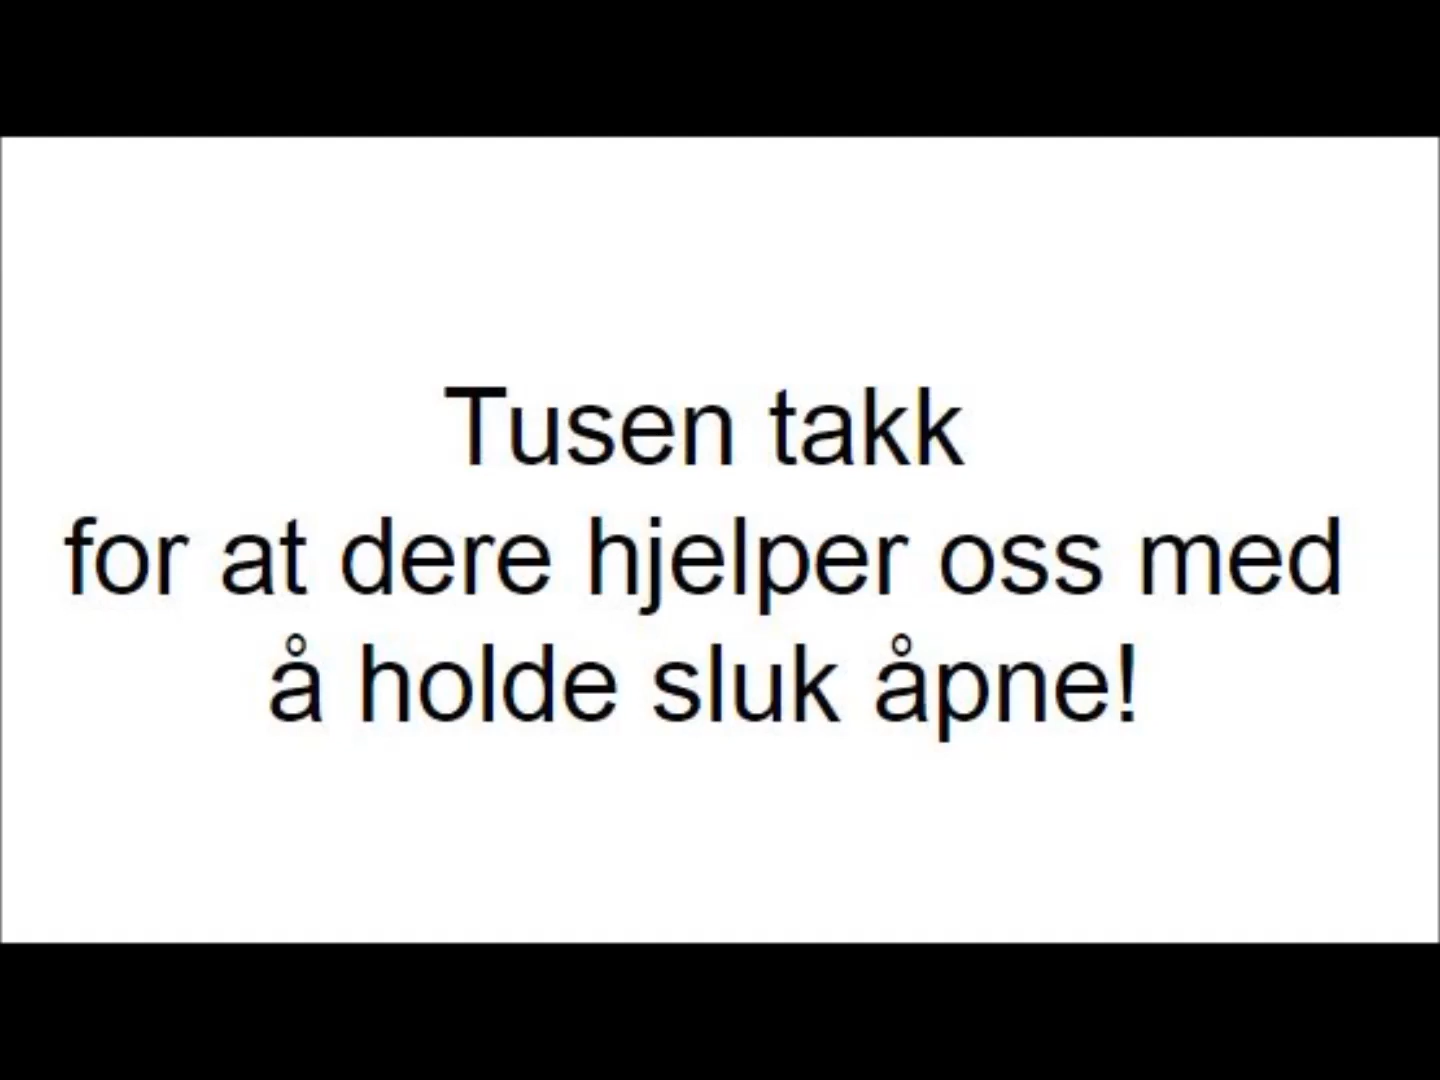 Tusen takk
for at dere hjelper oss med
å holde sluk åpne!